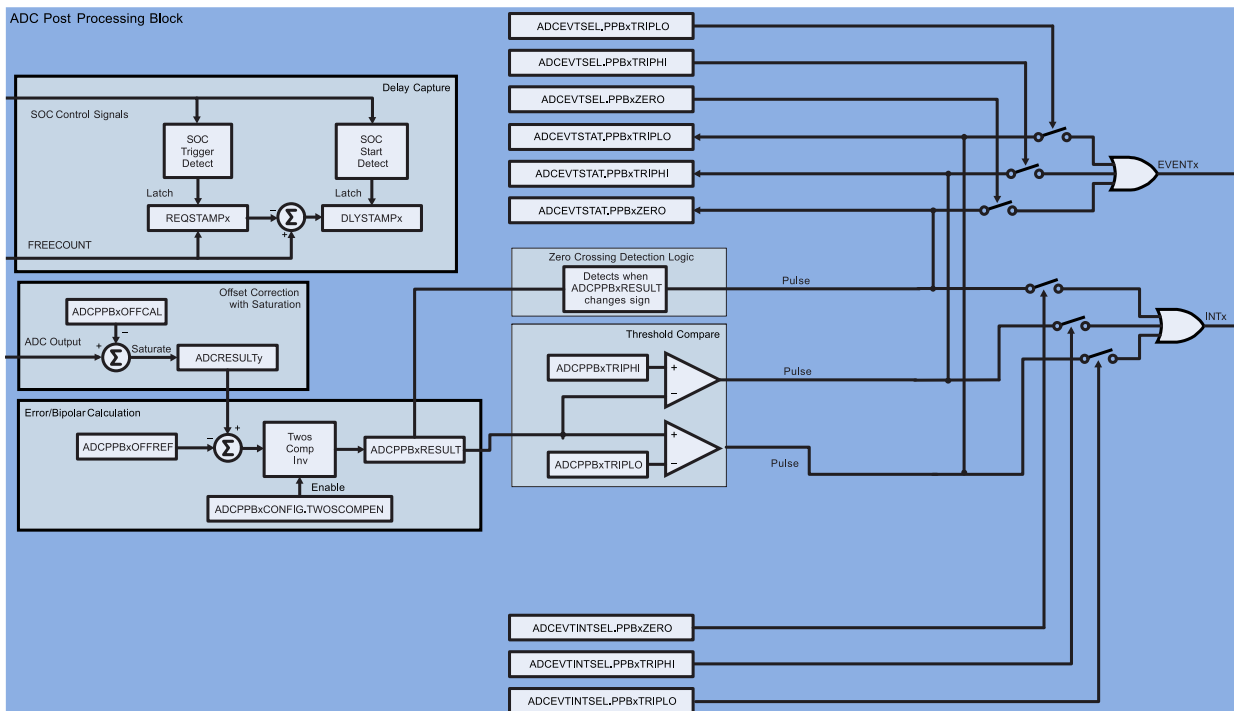 ADC Post Processing Block
ADCEVTSEL.PPBxTRIPLO
ADCEVTSEL.PPBxTRIPHI
ADCEVTSEL.PPBxZERO
ADCEVTSTAT.PPBxTRIPLO
ADCEVTSTAT.PPBxTRIPHI
ADCEVTSTAT.PPBxZERO
EVENTx
Delay Capture
SOC Control Signals
SOC
Trigger
Detect
SOC
Start
Detect
Latch
Latch
REQSTAMPx
−
Σ
+
DLYSTAMPx
FREECOUNT
Zero Crossing Detection Logic
Detects when
ADCPPBxRESULT
changes sign
Pulse
INTx
Offset Correction
with Saturation
ADCPPBxOFFCAL
−
ADC Output
+
Σ
Saturate
ADCRESULTy
Threshold Compare
ADCPPBxTRIPHI
+
−
Pulse
Error/Bipolar Calculation
ADCPPBxOFFREF
−
+
Σ
Twos
Comp
Inv
ADCPPBxRESULT
+
−
ADCPPBxTRIPLO
Pulse
Enable
ADCPPBxCONFIG.TWOSCOMPEN
ADCEVTINTSEL.PPBxZERO
ADCEVTINTSEL.PPBxTRIPHI
ADCEVTINTSEL.PPBxTRIPLO